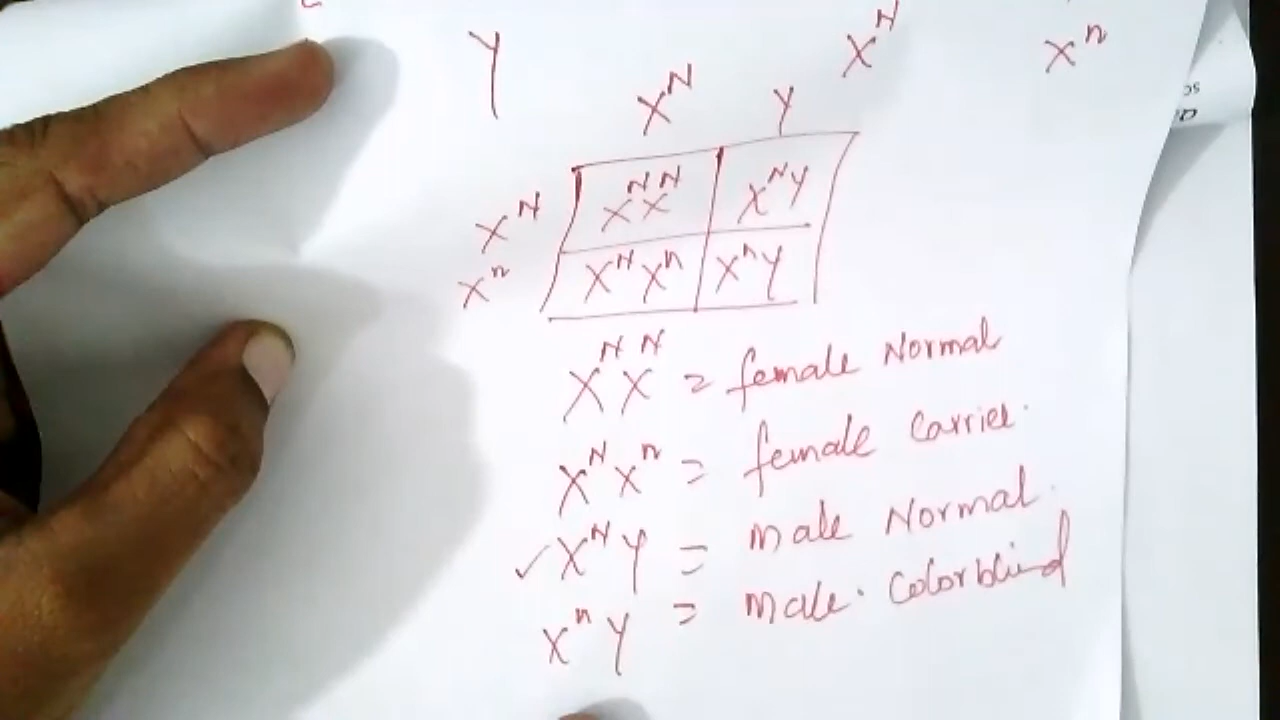 Y X^N X^n
X^N Y
X^N X^N X^N X^N Y
X^n X^N X^n X^n Y
X^N X^N = female Normal
X^N X^n = female Carrier.
✓ X^N Y = Male Normal.
X^n Y = Male. Colorblind